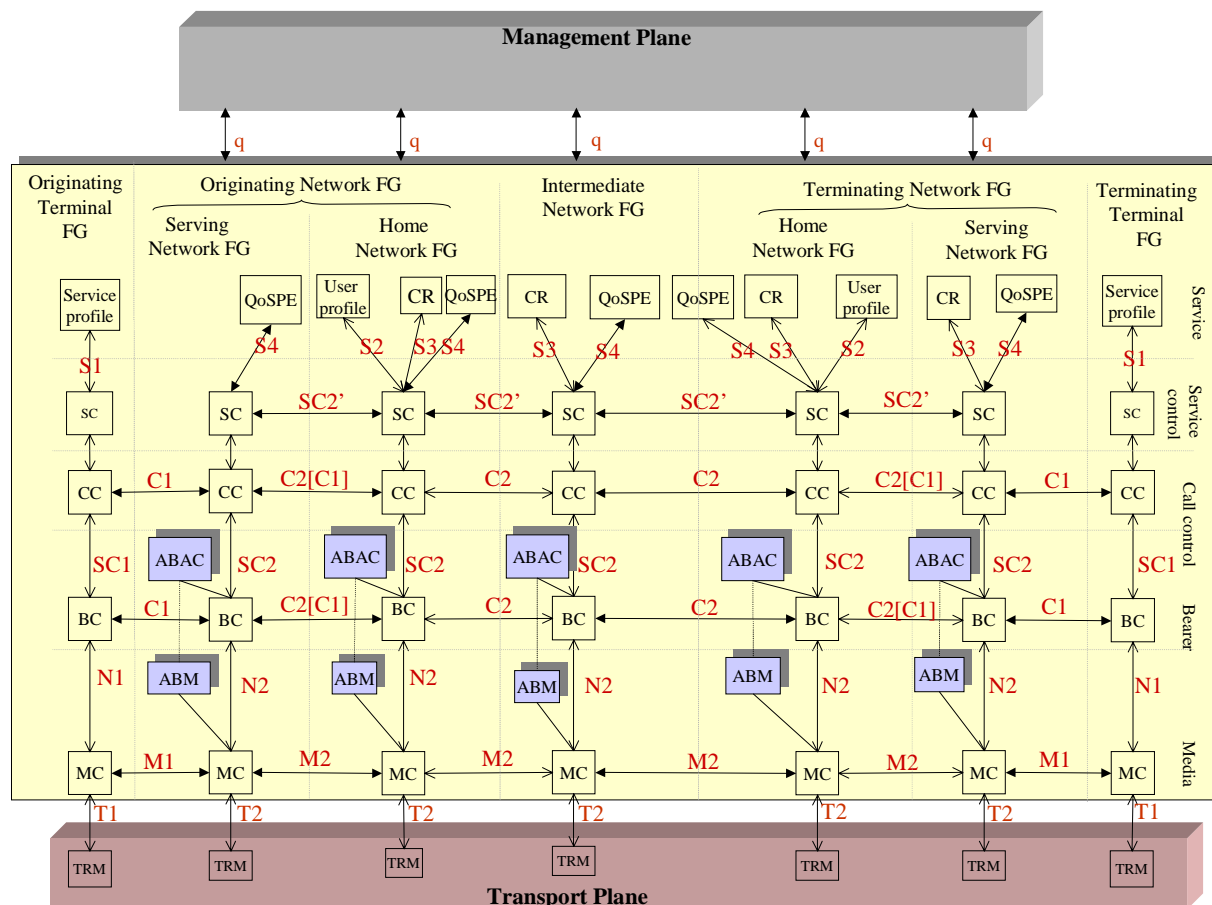 Management Plane
q q q q q
Originating
Terminal
FG
Originating Network FG
Serving
Network FG
Home
Network FG
Intermediate
Network FG
Terminating Network FG
Home
Network FG
Serving
Network FG
Terminating
Terminal
FG
Service
profile
QoSPE
User
profile
CR
QoSPE
CR
QoSPE
QoSPE
CR
User
profile
CR
QoSPE
Service
profile
Service
S1 S4 S2 S3 S4 S3 S4 S4 S3 S2 S3 S4 S1
SC SC SC2’ SC SC2’ SC SC2’ SC SC2’ SC SC
Service
control
CC C1 CC C2[C1] CC C2 CC C2 CC C2[C1] CC C1 CC
Call control
ABAC ABAC ABAC ABAC ABAC
SC1 SC2 SC2 SC2 SC2 SC2 SC1
BC C1 BC C2[C1] BC C2 BC C2 BC C2[C1] BC C1 BC
Bearer
N1 ABM N2 ABM N2 ABM N2 ABM N2 ABM N2 N1
MC M1 MC M2 MC M2 MC M2 MC M2 MC M1 MC
Media
T1 T2 T2 T2 T2 T2 T1
TRM TRM TRM TRM TRM TRM TRM
Transport Plane